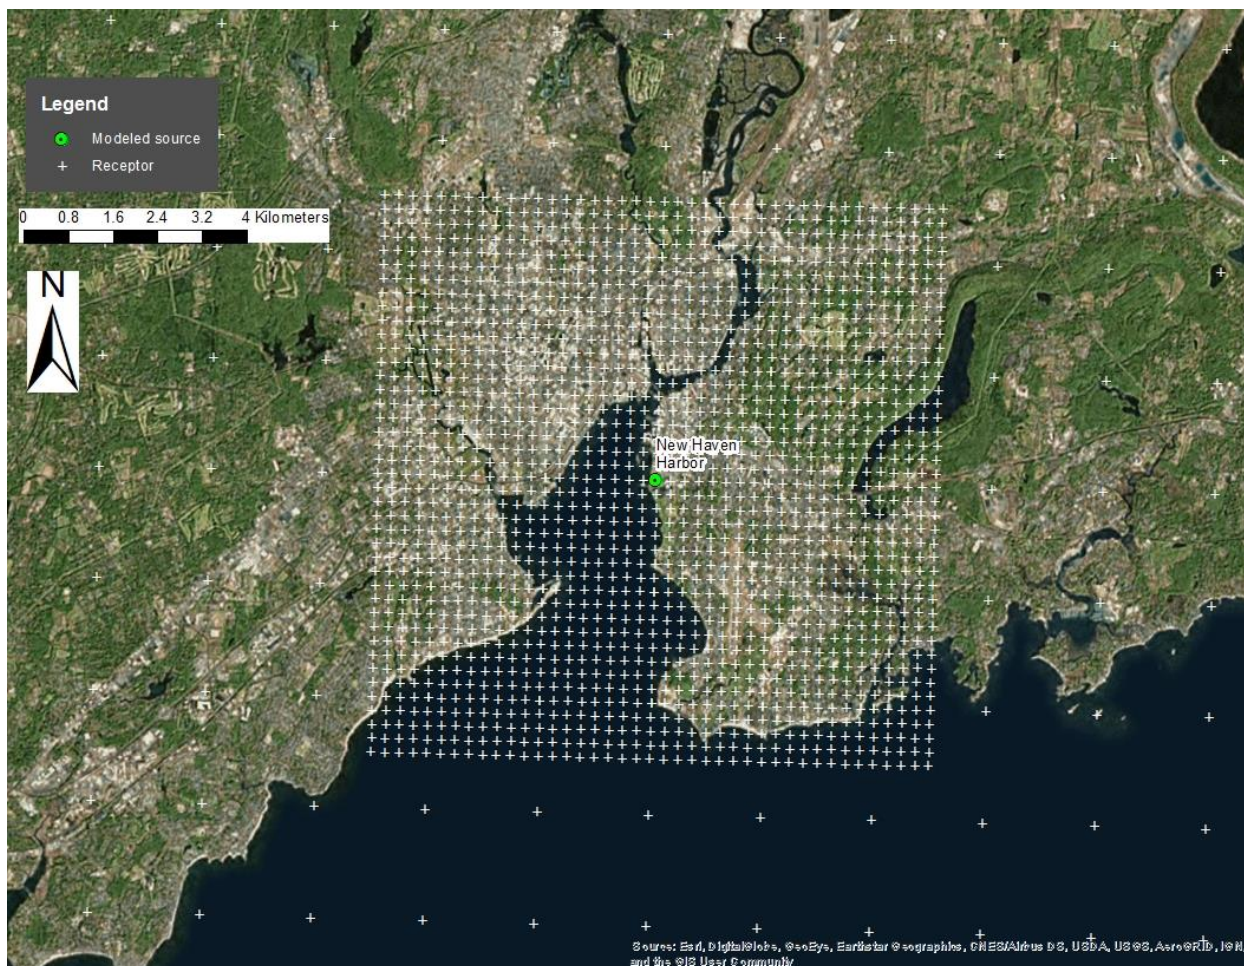 Legend
Modeled source
Receptor
0 0.8 1.6 2.4 3.2 4 Kilometers
N
New Haven
Harbor
Source: Esri, DigitalGlobe, GeoEye, Earthstar Geographics, CNES/Airbus DS, USDA, USGS, AeroGRID, IGN,
and the GIS User Community